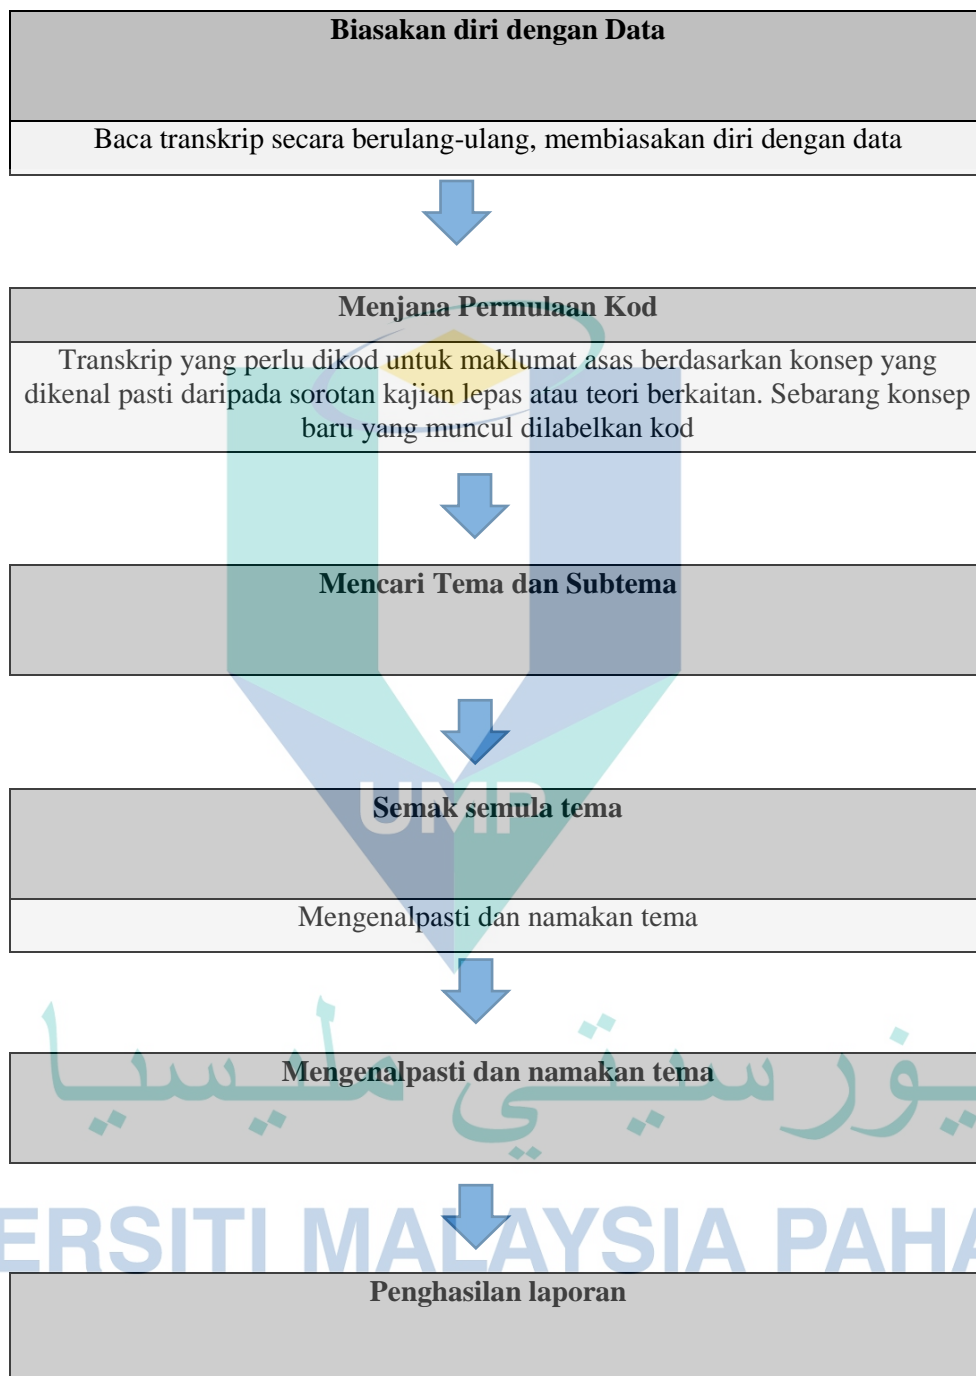 Biasakan diri dengan Data
Baca transkrip secara berulang-ulang, membiasakan diri dengan data
Menjana Permulaan Kod
Transkrip yang perlu dikod untuk maklumat asas berdasarkan konsep yang
dikenal pasti daripada sorotan kajian lepas atau teori berkaitan. Sebarang konsep
baru yang muncul dilabelkan kod
Mencari Tema dan Subtema
UMP
Semak semula tema
Mengenalpasti dan namakan tema
يـۏرسيتي مليسيا
Mengenalpasti dan namakan tema
ERSITI MALAYSIA PAHA
Penghasilan laporan